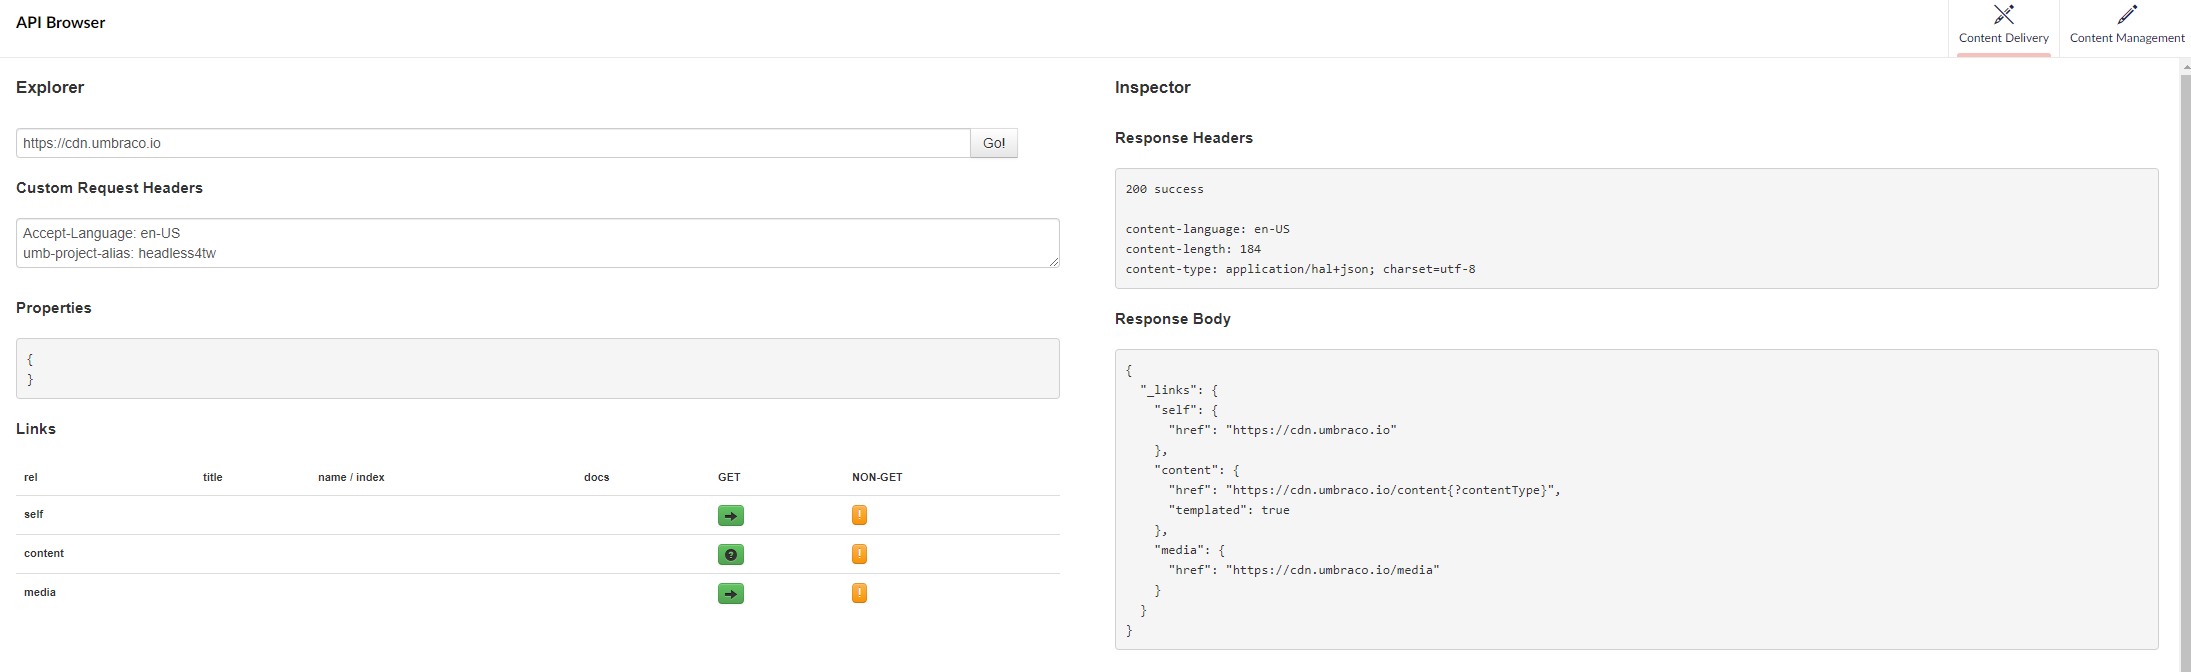 API Browser
Content Delivery
Content Management
Explorer
https://cdn.umbraco.io
Go!
Custom Request Headers
Accept-Language: en-US
umb-project-alias: headless4tw
Properties
{
}
Links
rel title name / index docs GET NON-GET
self
content
media
Inspector
Response Headers
200 success
content-language: en-US
content-length: 184
content-type: application/hal+json; charset=utf-8
Response Body
{
  "_links": {
    "self": {
      "href": "https://cdn.umbraco.io"
    },
    "content": {
      "href": "https://cdn.umbraco.io/content{?contentType}",
      "templated": true
    },
    "media": {
      "href": "https://cdn.umbraco.io/media"
    }
  }
}